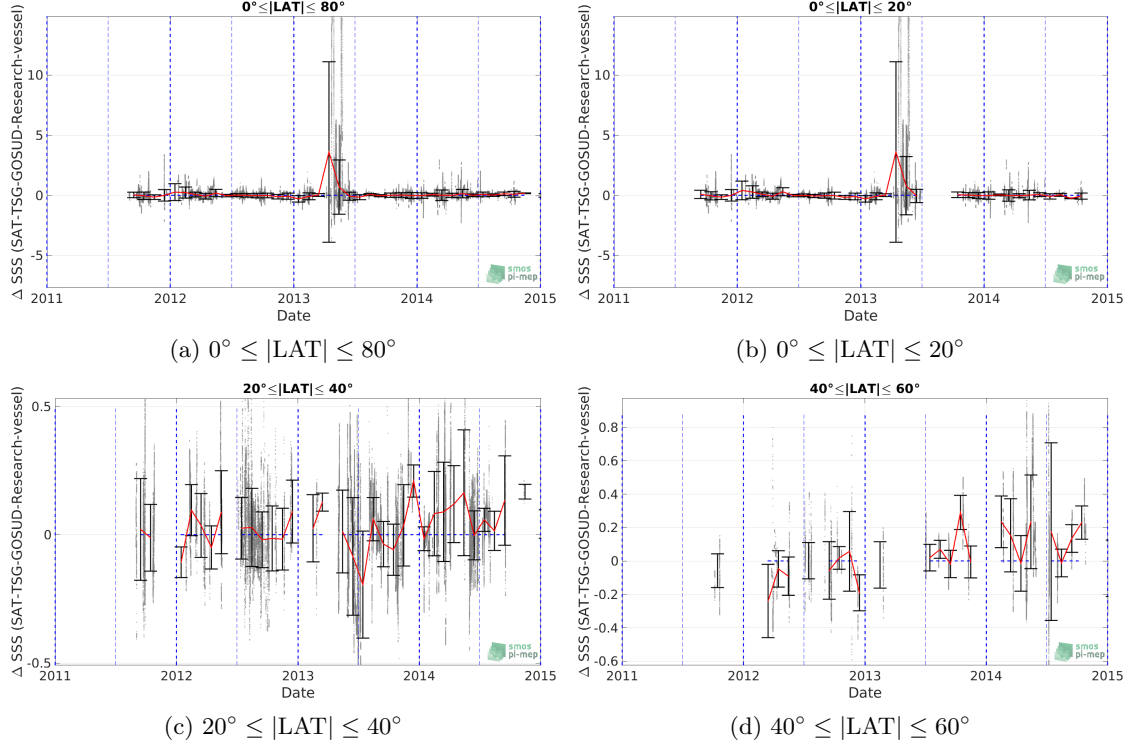 0°≤|LAT|≤ 80°
Δ SSS (SAT-TSG-GOSUD-Research-vessel)
10
5
0
-5
2011 2012 2013 2014 2015
Date
smos
pi-mep
(a) 0° ≤ |LAT| ≤ 80°
0°≤|LAT|≤ 20°
Δ SSS (SAT-TSG-GOSUD-Research-vessel)
10
5
0
-5
2011 2012 2013 2014 2015
Date
smos
pi-mep
(b) 0° ≤ |LAT| ≤ 20°
20°≤|LAT|≤ 40°
Δ SSS (SAT-TSG-GOSUD-Research-vessel)
0.5
0
-0.5
2011 2012 2013 2014 2015
Date
smos
pi-mep
(c) 20° ≤ |LAT| ≤ 40°
40°≤|LAT|≤ 60°
Δ SSS (SAT-TSG-GOSUD-Research-vessel)
0.8
0.6
0.4
0.2
0
-0.2
-0.4
-0.6
2011 2012 2013 2014 2015
Date
smos
pi-mep
(d) 40° ≤ |LAT| ≤ 60°